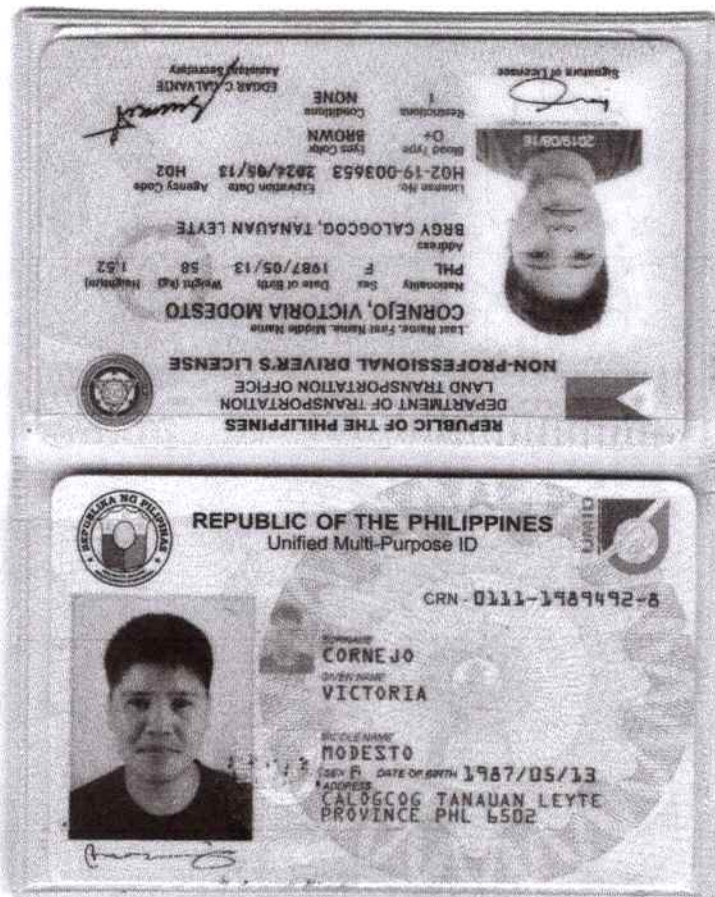 REPUBLIC OF THE PHILIPPINES
DEPARTMENT OF TRANSPORTATION
LAND TRANSPORTATION OFFICE
NON-PROFESSIONAL DRIVER'S LICENSE
Last Name, First Name, Middle Name
CORNEJO, VICTORIA MODESTO
Nationality Sex Date of Birth Weight (kg) Height(m)
PHL F 1987/05/13 58 1.52
Address
BRGY CALOGCOG, TANAUAN LEYTE
License No. Expiration Date Agency Code
H02-19-003653 2024/05/13 H02
Blood Type Eyes Color
O+ BROWN
Restrictions Conditions
1 NONE
2019/08/16
Signature of Licensee
EDGAR C. GALVANTE
Assistant Secretary
REPUBLIKA NG PILIPINAS
REPUBLIC OF THE PHILIPPINES
Unified Multi-Purpose ID
UMID
CRN - 0111-1989492-8
SURNAME
CORNEJO
GIVEN NAME
VICTORIA
MIDDLE NAME
MODESTO
SEX F DATE OF BIRTH 1987/05/13
ADDRESS
CALOGCOG TANAUAN LEYTE
PROVINCE PHL 6502